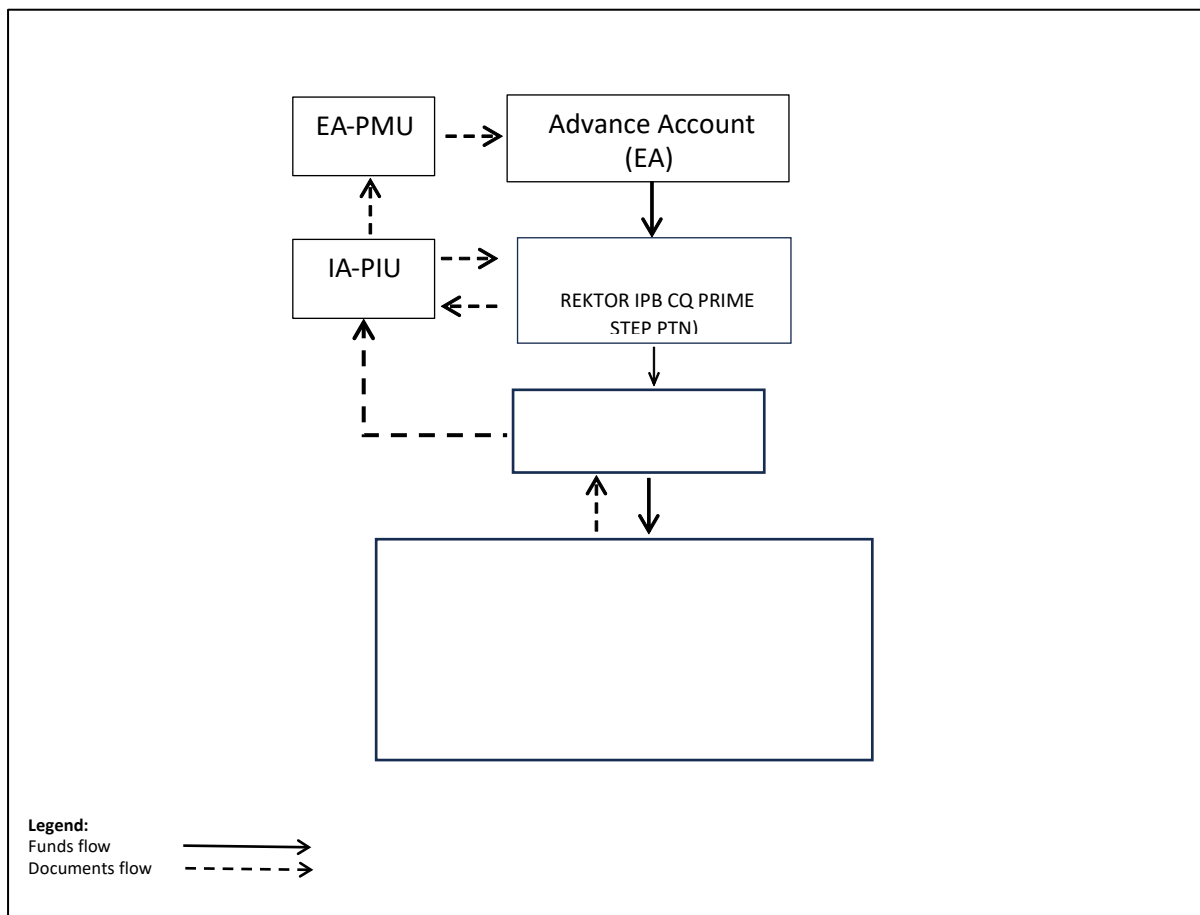 EA-PMU
Advance Account
(EA)
IA-PIU
REKTOR IPB CQ PRIME
STEP PTN)
Legend:
Funds flow
Documents flow